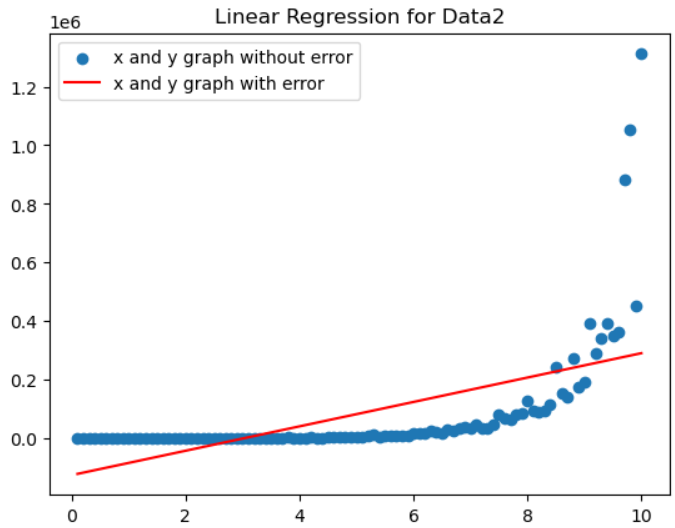 Linear Regression for Data2
1e6
x and y graph without error
x and y graph with error
1.2
1.0
0.8
0.6
0.4
0.2
0.0
0 2 4 6 8 10